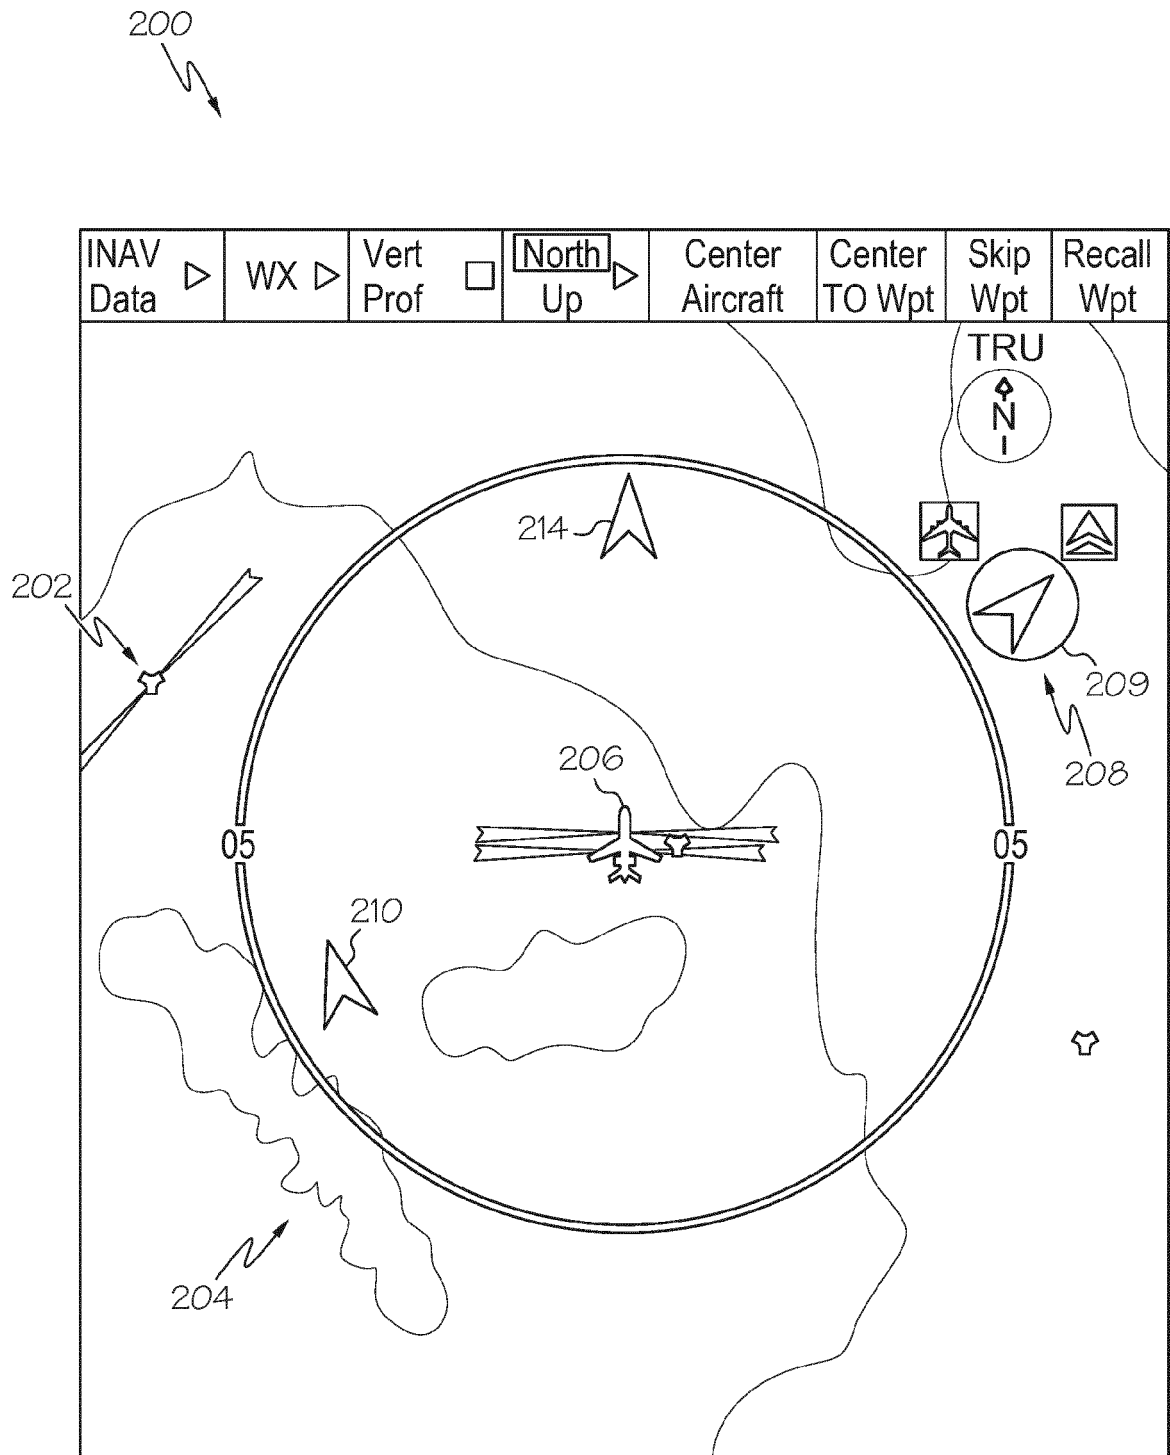 200
INAV Data
WX
Vert Prof
North Up
Center Aircraft
Center TO Wpt
Skip Wpt
Recall Wpt
TRU
N
214
202
209
208
206
05
05
210
204